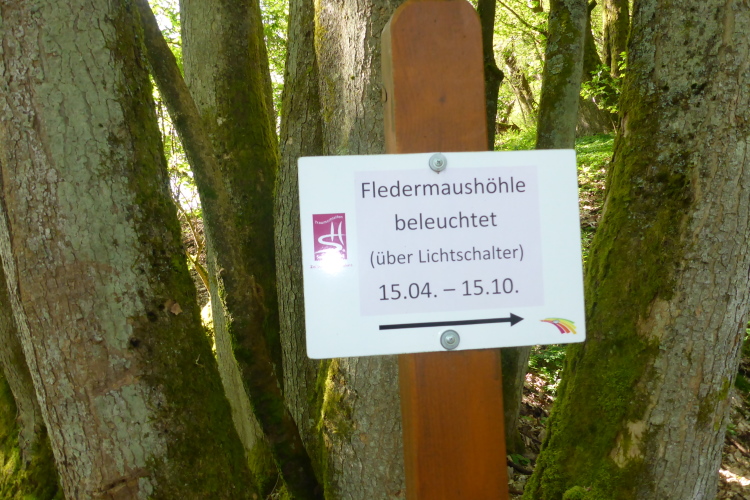 Fledermaushöhle
beleuchtet
(über Lichtschalter)
15.04. – 15.10.